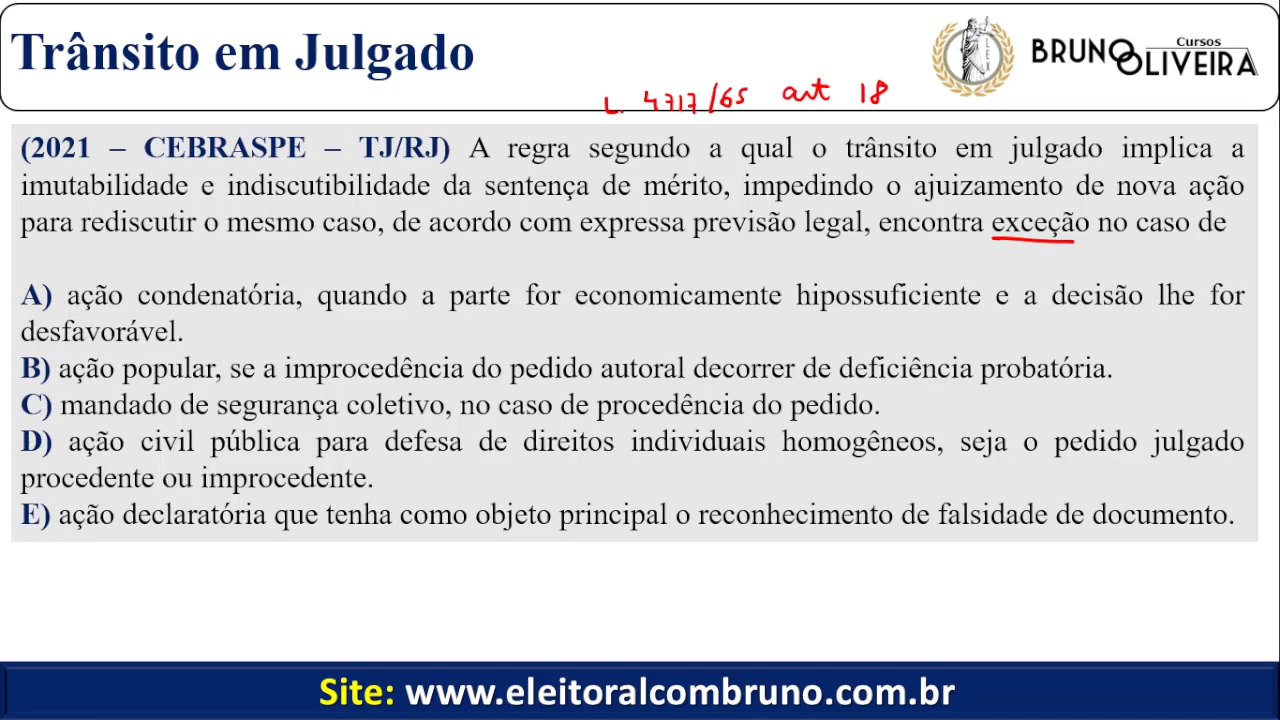 Trânsito em Julgado
Cursos
BRUNO
OLIVEIRA
LEX
L. 4717/65 art 18
(2021 – CEBRASPE – TJ/RJ) A regra segundo a qual o trânsito em julgado implica a
imutabilidade e indiscutibilidade da sentença de mérito, impedindo o ajuizamento de nova ação
para rediscutir o mesmo caso, de acordo com expressa previsão legal, encontra exceção no caso de
A) ação condenatória, quando a parte for economicamente hipossuficiente e a decisão lhe for
desfavorável.
B) ação popular, se a improcedência do pedido autoral decorrer de deficiência probatória.
C) mandado de segurança coletivo, no caso de procedência do pedido.
D) ação civil pública para defesa de direitos individuais homogêneos, seja o pedido julgado
procedente ou improcedente.
E) ação declaratória que tenha como objeto principal o reconhecimento de falsidade de documento.
Site: www.eleitoralcombruno.com.br